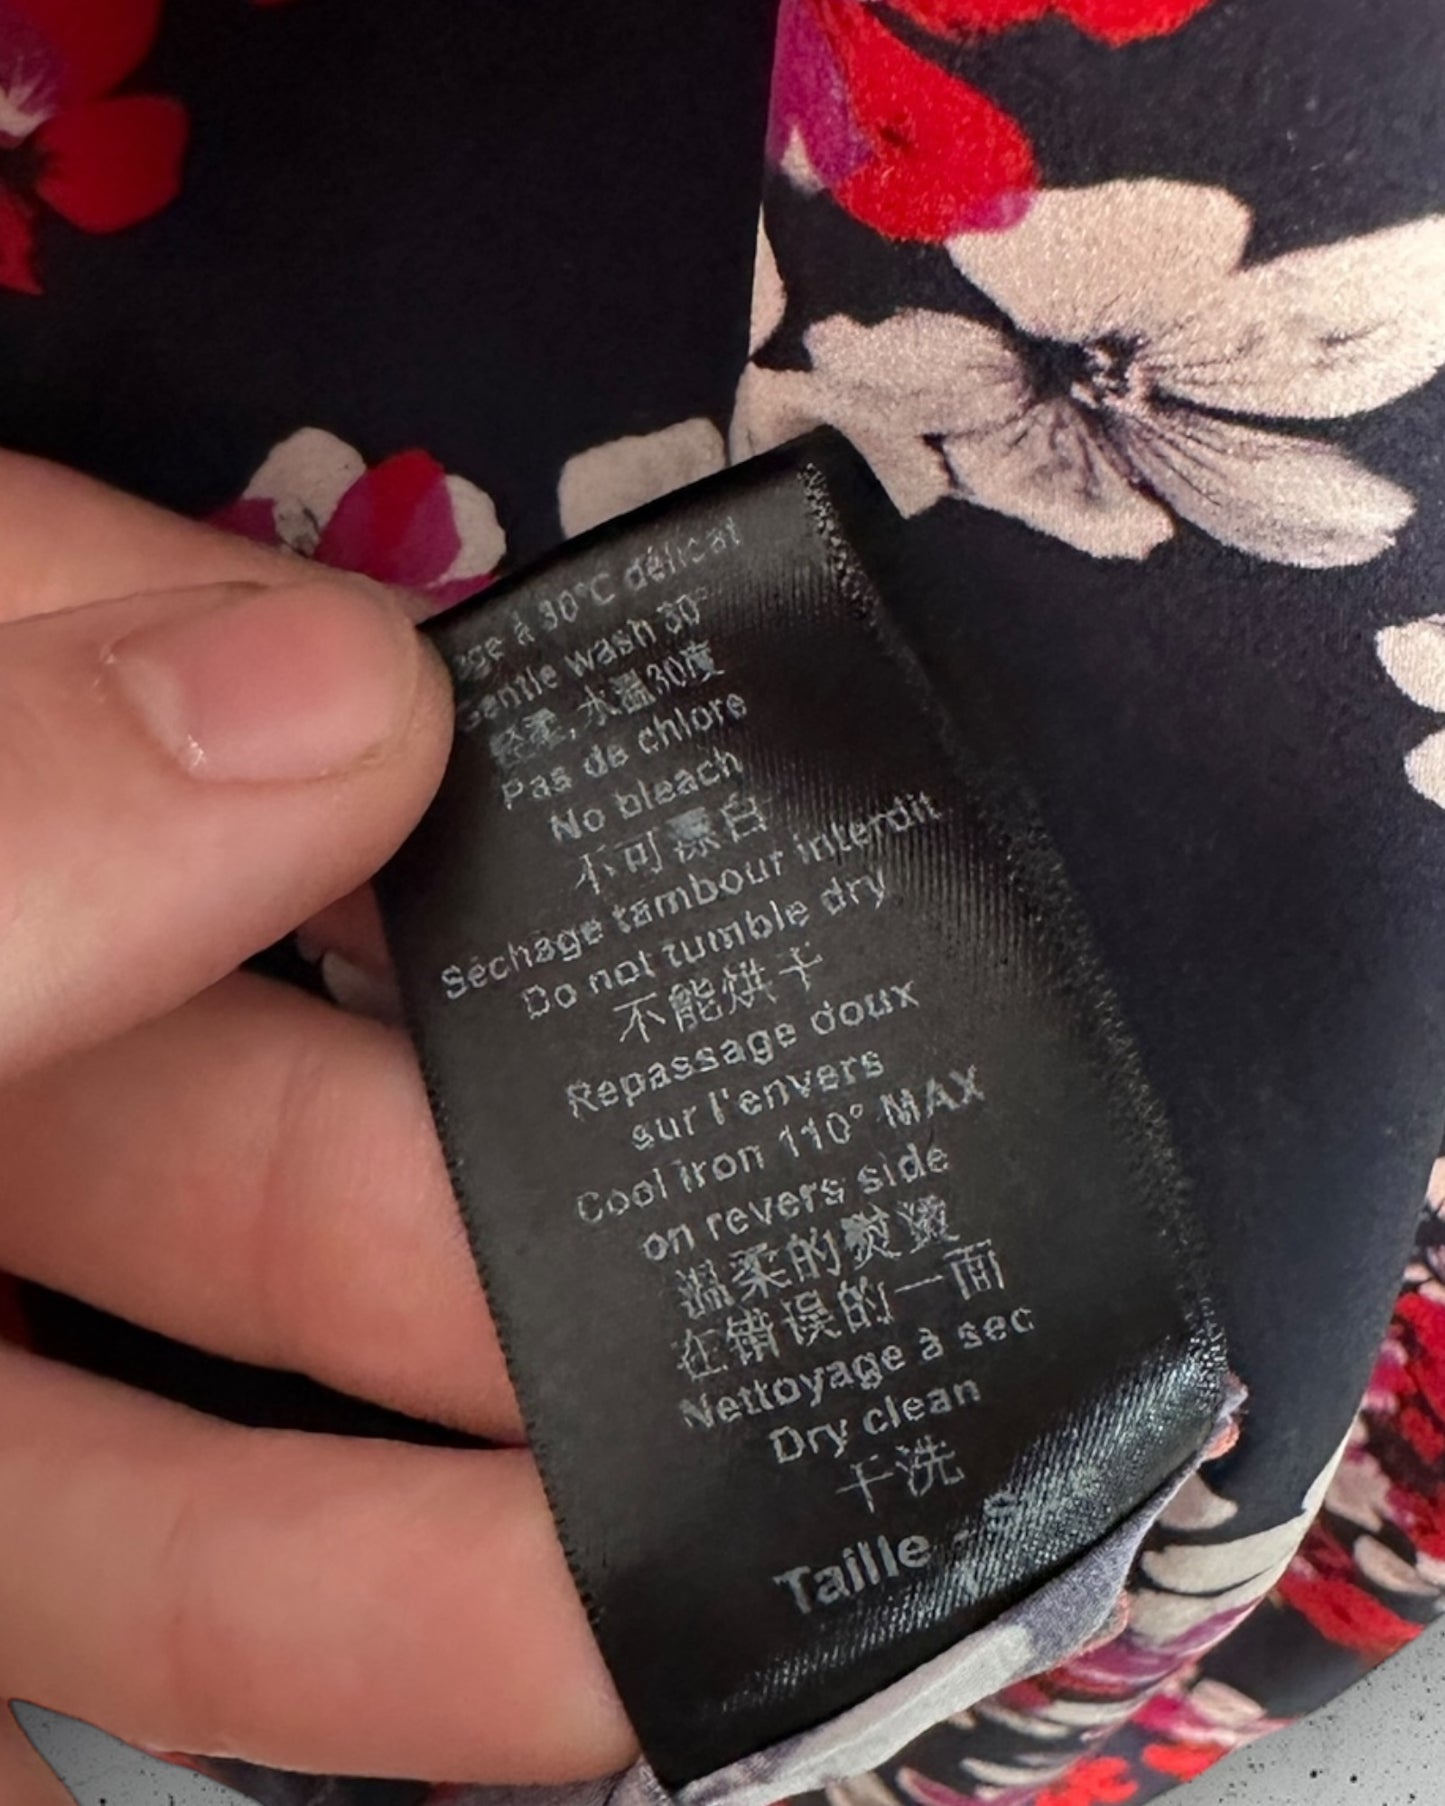 à 30°C délicat
Gentle wash 30°
轻柔,水温30度
Pas de chlore
No bleach
不可漂白
Séchage tambour interdit
Do not tumble dry
不能烘干
Repassage doux
sur l'envers
Cool iron 110° MAX
on revers side
温柔的熨烫
在错误的一面
Nettoyage à sec
Dry clean
干洗
Taille